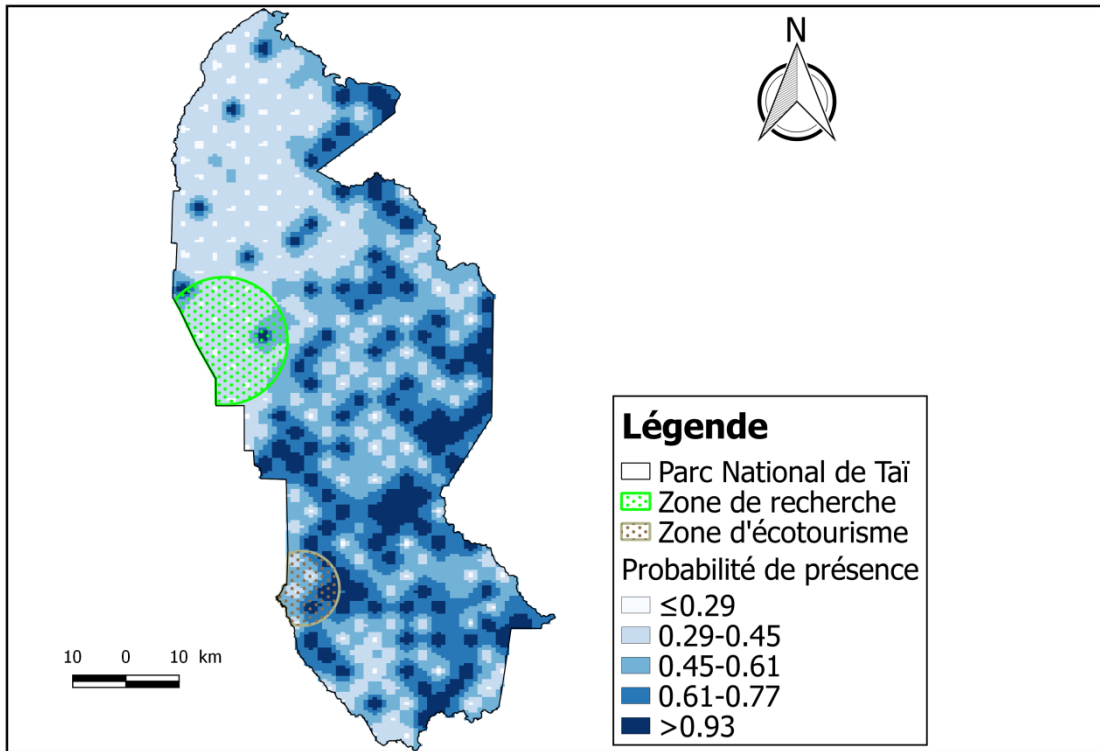 N
Légende
Parc National de Taï
Zone de recherche
Zone d'écotourisme
Probabilité de présence
≤0.29
0.29-0.45
0.45-0.61
0.61-0.77
>0.93
10 0 10 km